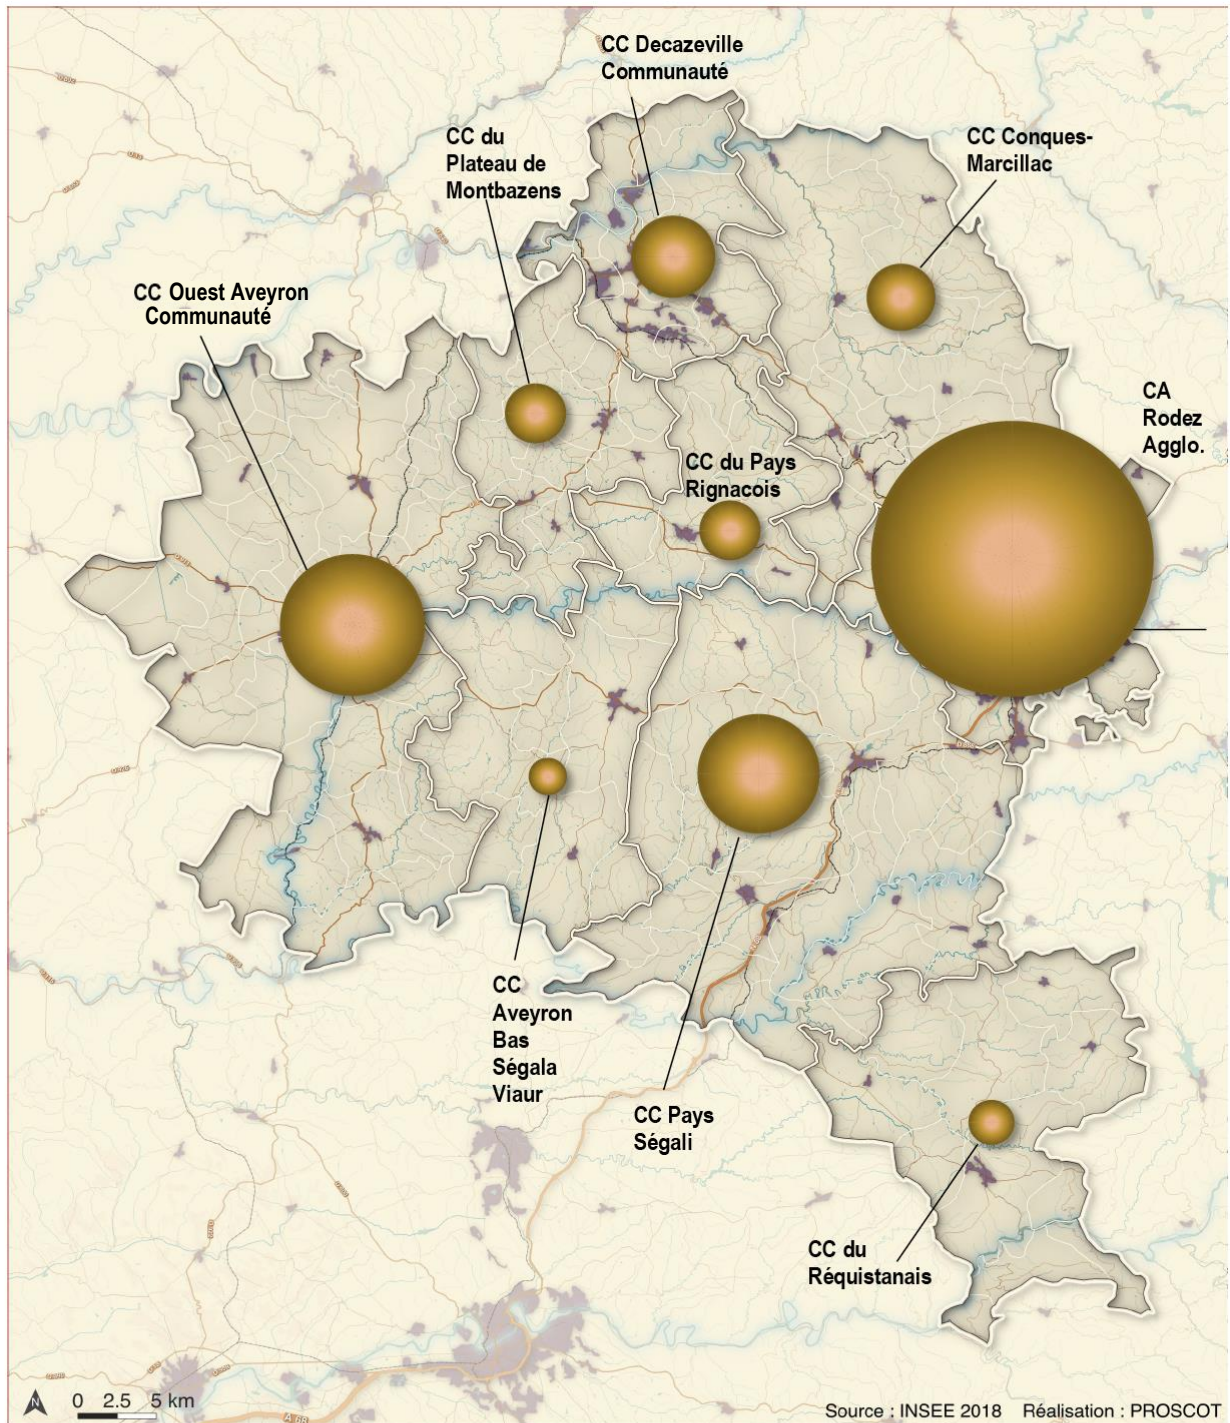 CC Decazeville
Communauté
CC du
Plateau de
Montbazens
CC Conques-
Marcillac
CC Ouest Aveyron
Communauté
CA
Rodez
Agglo.
CC du Pays
Rignacois
CC
Aveyron
Bas
Ségala
Viaur
CC Pays
Ségali
CC du
Réquistanais
N
0 2.5 5 km
A 68
Source : INSEE 2018 Réalisation : PROSCOT